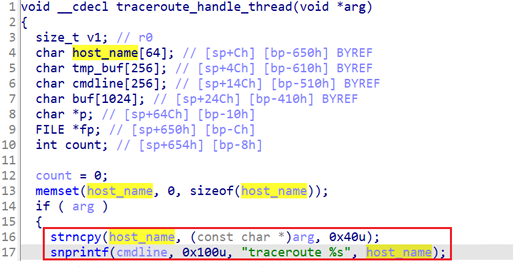 1 void __cdecl traceroute_handle_thread(void *arg)
2 {
3 size_t v1; // r0
4 char host_name[64]; // [sp+Ch] [bp-650h] BYREF
5 char tmp_buf[256]; // [sp+4Ch] [bp-610h] BYREF
6 char cmdline[256]; // [sp+14Ch] [bp-510h] BYREF
7 char buf[1024]; // [sp+24Ch] [bp-410h] BYREF
8 char *p; // [sp+64Ch] [bp-10h]
9 FILE *fp; // [sp+650h] [bp-Ch]
10 int count; // [sp+654h] [bp-8h]
11
12 count = 0;
13 memset(host_name, 0, sizeof(host_name));
14 if ( arg )
15 {
16 strncpy(host_name, (const char *)arg, 0x40u);
17 snprintf(cmdline, 0x100u, "traceroute %s", host_name);